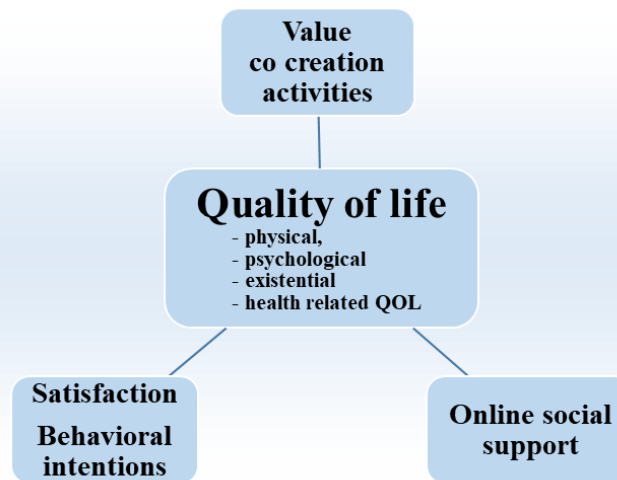 Value
co creation
activities
Quality of life
- physical,
- psychological
- existential
- health related QOL
Satisfaction
Behavioral
intentions
Online social
support